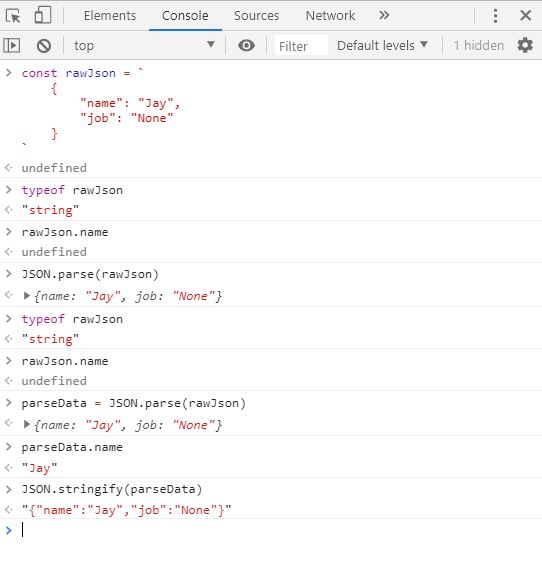 Elements Console Sources Network »
top Filter Default levels 1 hidden
> const rawJson = `
{
"name": "Jay",
"job": "None"
}
`
undefined
> typeof rawJson
"string"
> rawJson.name
undefined
> JSON.parse(rawJson)
{name: "Jay", job: "None"}
> typeof rawJson
"string"
> rawJson.name
undefined
> parseData = JSON.parse(rawJson)
{name: "Jay", job: "None"}
> parseData.name
"Jay"
> JSON.stringify(parseData)
"{"name":"Jay","job":"None"}"
>